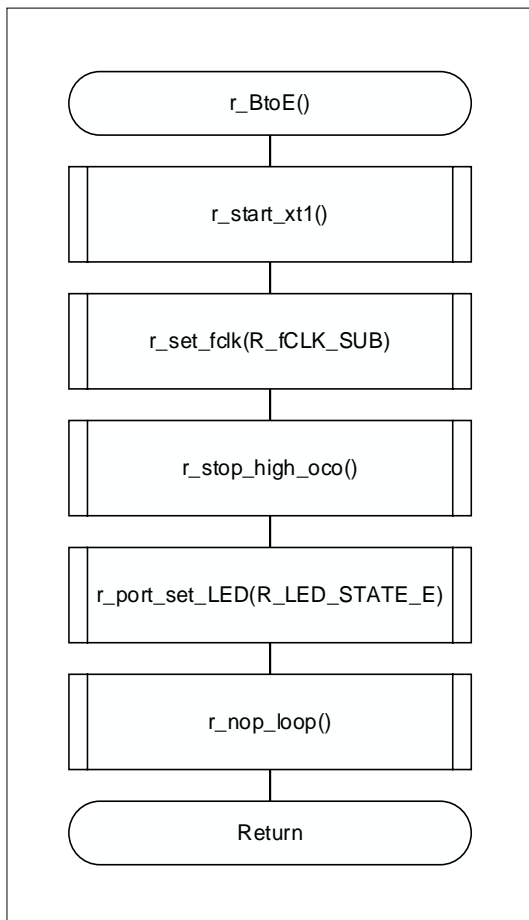 r_BtoE()
r_start_xt1()
r_set_fclk(R_fCLK_SUB)
r_stop_high_oco()
r_port_set_LED(R_LED_STATE_E)
r_nop_loop()
Return